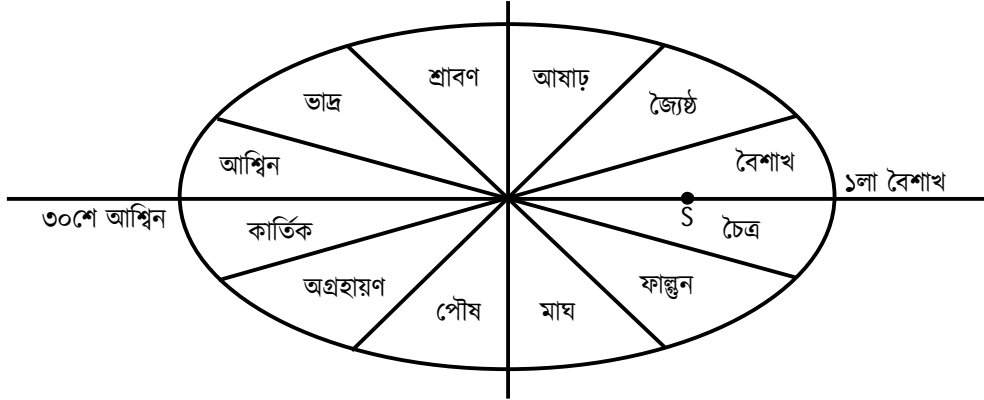 শ্রাবণ
আষাঢ়
ভাদ্র
জ্যৈষ্ঠ
আশ্বিন
বৈশাখ
১লা বৈশাখ
৩০শে আশ্বিন
কার্তিক
S
চৈত্র
অগ্রহায়ণ
পৌষ
মাঘ
ফাল্গুন